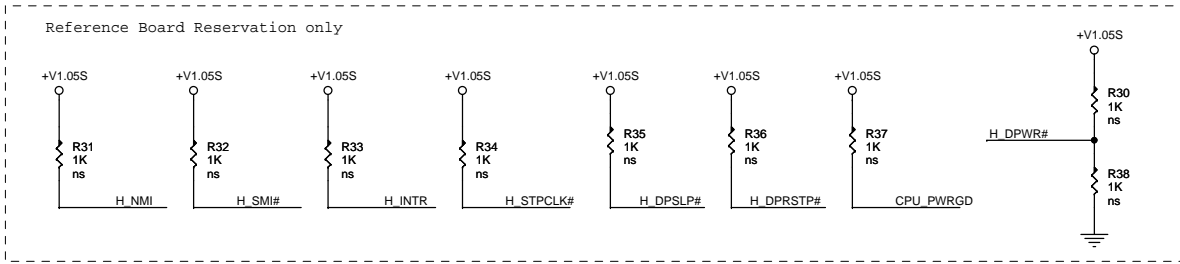 Reference Board Reservation only
+V1.05S
+V1.05S
+V1.05S
+V1.05S
+V1.05S
+V1.05S
+V1.05S
+V1.05S
R30
1K
ns
R31
1K
ns
R32
1K
ns
R33
1K
ns
R34
1K
ns
R35
1K
ns
R36
1K
ns
R37
1K
ns
H_DPWR#
R38
1K
ns
H_NMI
H_SMI#
H_INTR
H_STPCLK#
H_DPSLP#
H_DPRSTP#
CPU_PWRGD